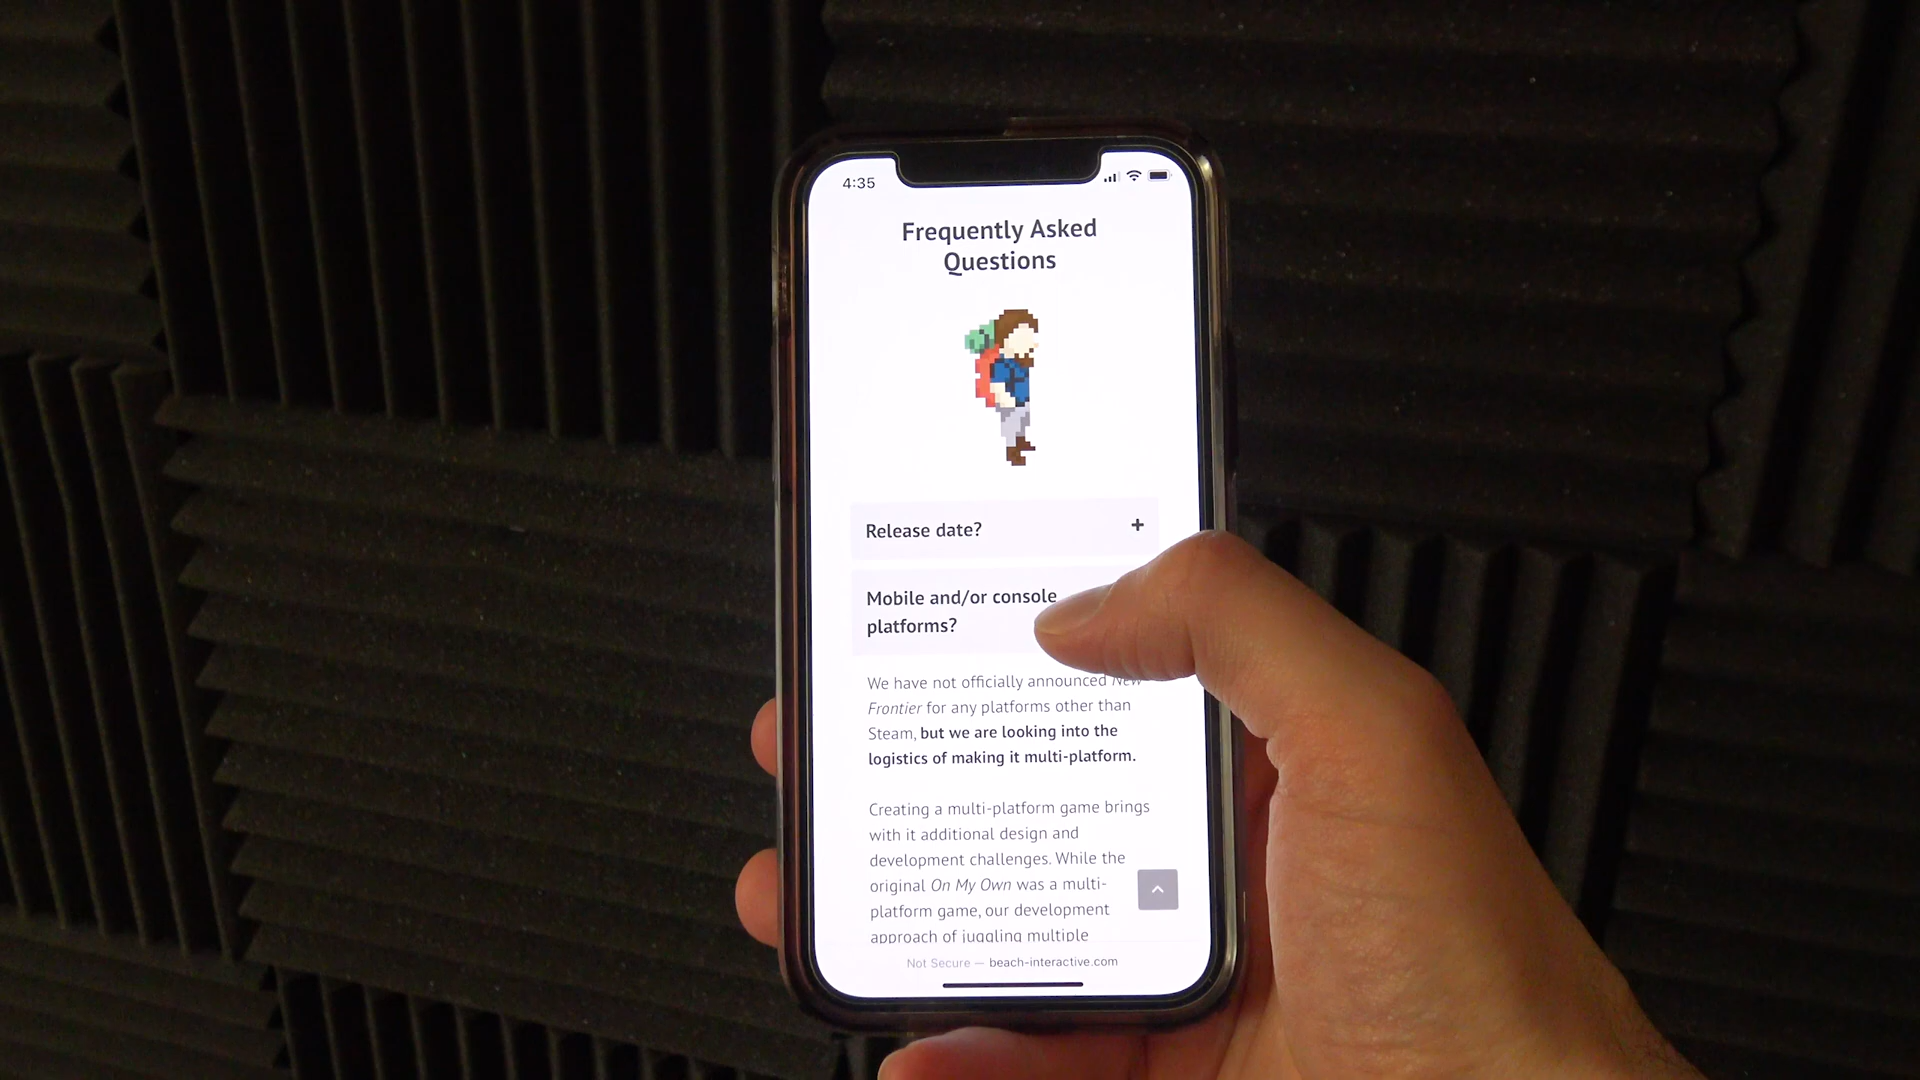 4:35
Frequently Asked
Questions
Release date? +
Mobile and/or console
platforms?
We have not officially announced New
Frontier for any platforms other than
Steam, but we are looking into the
logistics of making it multi-platform.
Creating a multi-platform game brings
with it additional design and
development challenges. While the
original On My Own was a multi-
platform game, our development
approach of juggling multiple
Not Secure — beach-interactive.com